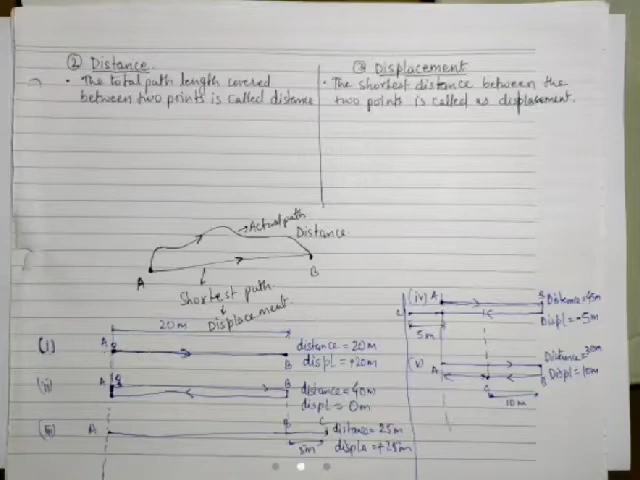 ② Distance.
• The total path length covered
between two points is called distance
③ Displacement
• The shortest distance between the
two points is called as displacement.
Actual path
Distance
A
B
Shortest path
Displacement
20m
(i) A B distance = 20m
displ = +20m
(ii) A B distance = 40m
displ = 0m
(iii) A B C distance = 25m
5m displ = +25m
(iv) A B Distance = 45m
C Displ = -5m
5m
(v) A B Distance = 30m
C Displ = 10m
10m